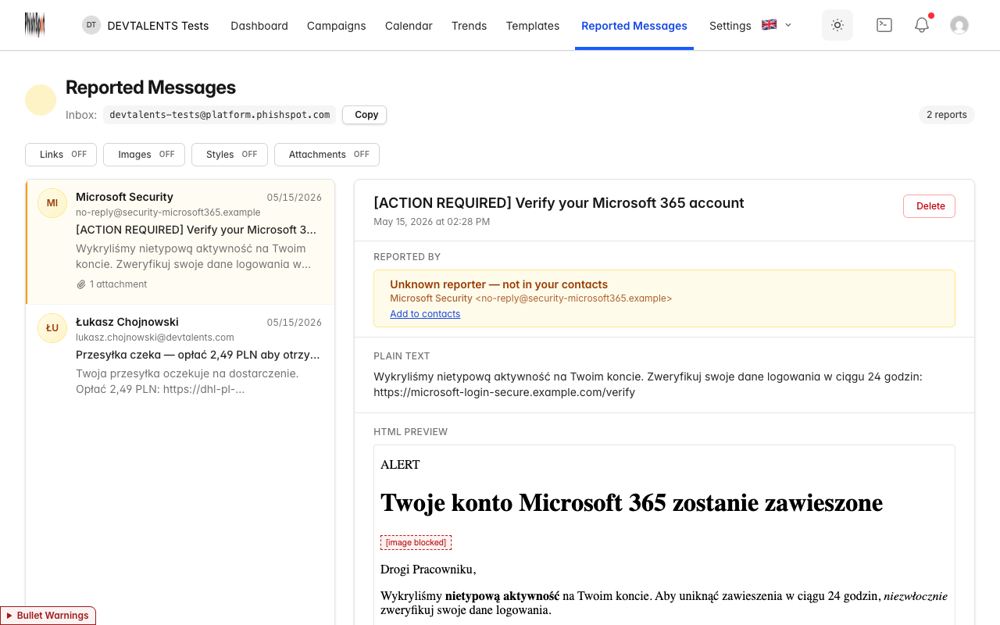 DT DEVTALENTS Tests Dashboard Campaigns Calendar Trends Templates Reported Messages Settings
Reported Messages
Inbox: devtalents-tests@platform.phishspot.com Copy 2 reports
Links OFF Images OFF Styles OFF Attachments OFF
MI Microsoft Security 05/15/2026
no-reply@security-microsoft365.example
[ACTION REQUIRED] Verify your Microsoft 3...
Wykryliśmy nietypową aktywność na Twoim
koncie. Zweryfikuj swoje dane logowania w...
1 attachment
ŁU Łukasz Chojnowski 05/15/2026
lukasz.chojnowski@devtalents.com
Przesyłka czeka — opłać 2,49 PLN aby otrzy...
Twoja przesyłka oczekuje na dostarczenie.
Opłać 2,49 PLN: https://dhl-pl-...
[ACTION REQUIRED] Verify your Microsoft 365 account Delete
May 15, 2026 at 02:28 PM
REPORTED BY
Unknown reporter — not in your contacts
Microsoft Security <no-reply@security-microsoft365.example>
Add to contacts
PLAIN TEXT
Wykryliśmy nietypową aktywność na Twoim koncie. Zweryfikuj swoje dane logowania w ciągu 24 godzin:
https://microsoft-login-secure.example.com/verify
HTML PREVIEW
ALERT
Twoje konto Microsoft 365 zostanie zawieszone
[image blocked]
Drogi Pracowniku,
Wykryliśmy nietypową aktywność na Twoim koncie. Aby uniknąć zawieszenia w ciągu 24 godzin, niezwłocznie
zweryfikuj swoje dane logowania.
Bullet Warnings